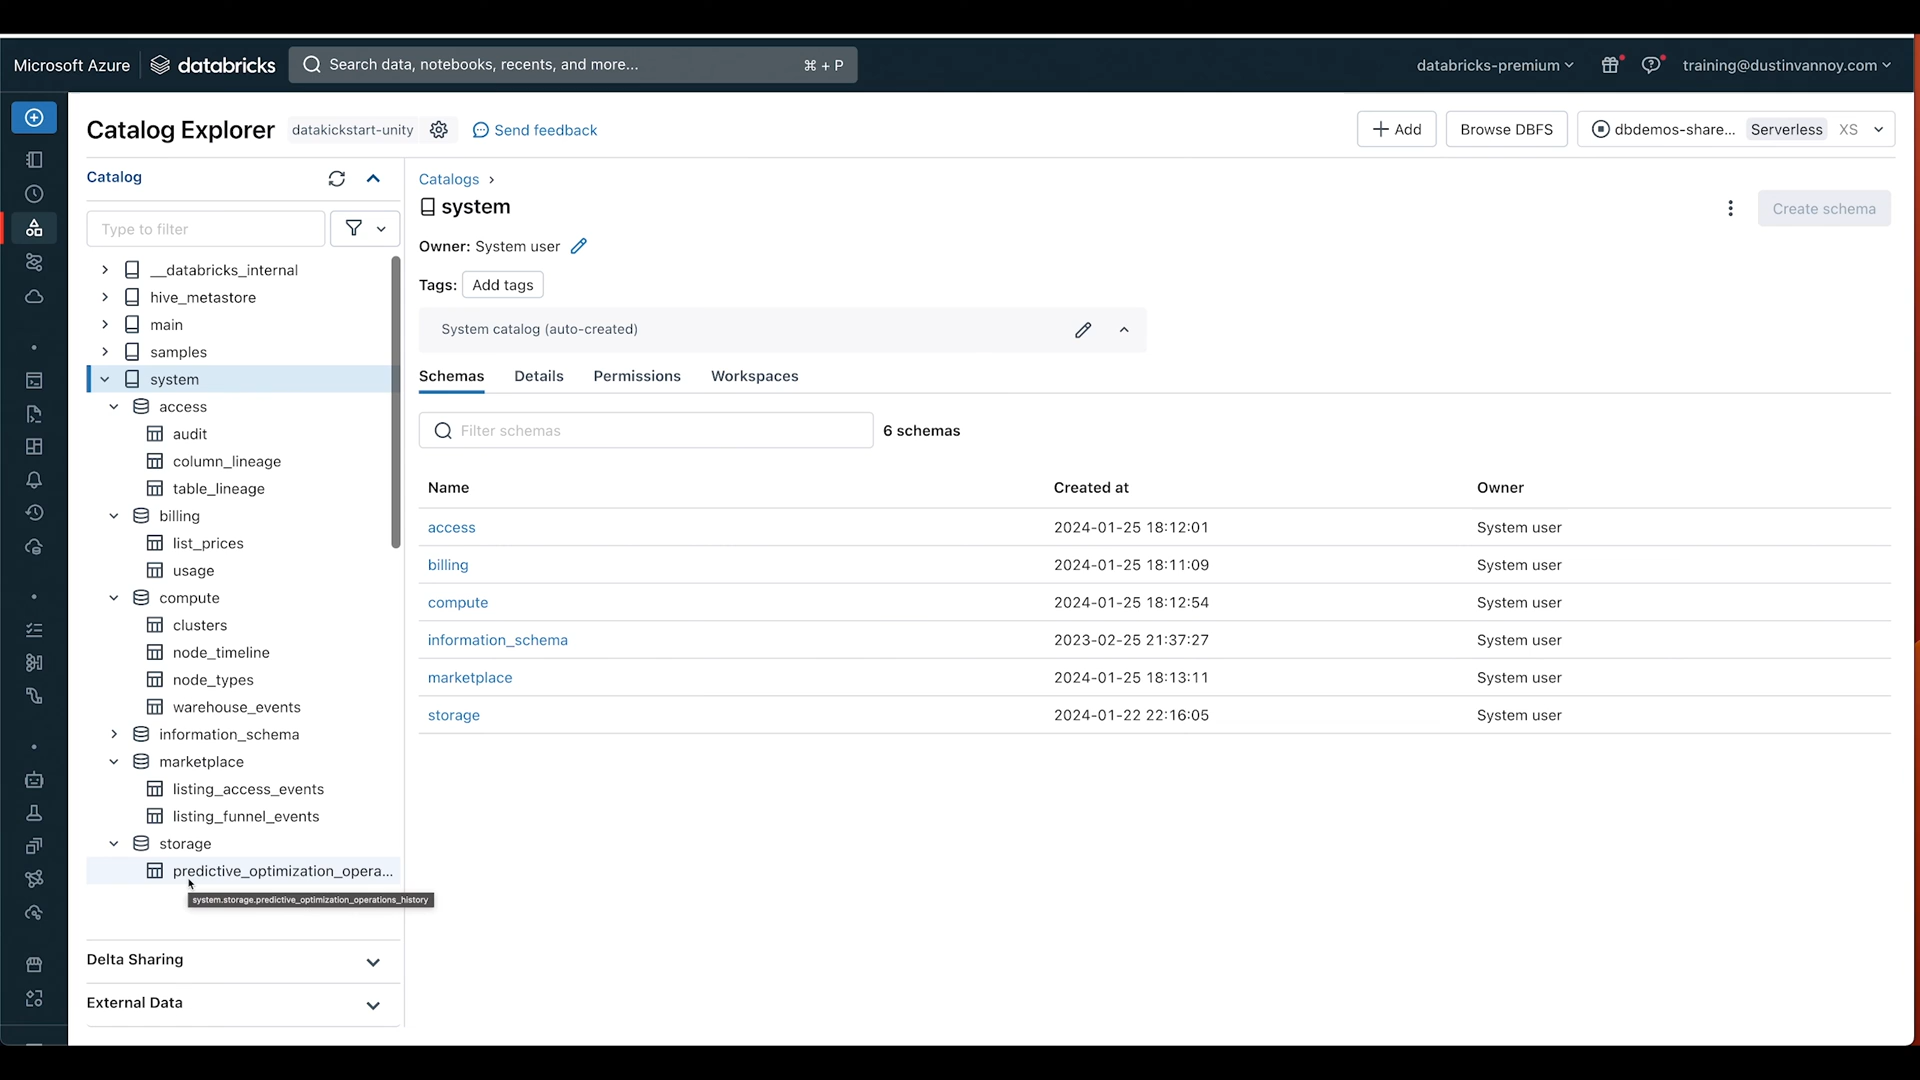 Microsoft Azure databricks Search data, notebooks, recents, and more... ⌘ + P databricks-premium training@dustinvannoy.com
Catalog Explorer datakickstart-unity Send feedback + Add Browse DBFS dbdemos-share... Serverless XS
Catalog
Type to filter
__databricks_internal
hive_metastore
main
samples
system
access
audit
column_lineage
table_lineage
billing
list_prices
usage
compute
clusters
node_timeline
node_types
warehouse_events
information_schema
marketplace
listing_access_events
listing_funnel_events
storage
predictive_optimization_opera...
system.storage.predictive_optimization_operations_history
Delta Sharing
External Data
Catalogs ›
system
Create schema
Owner: System user
Tags: Add tags
System catalog (auto-created)
Schemas Details Permissions Workspaces
Filter schemas 6 schemas
Name Created at Owner
access 2024-01-25 18:12:01 System user
billing 2024-01-25 18:11:09 System user
compute 2024-01-25 18:12:54 System user
information_schema 2023-02-25 21:37:27 System user
marketplace 2024-01-25 18:13:11 System user
storage 2024-01-22 22:16:05 System user